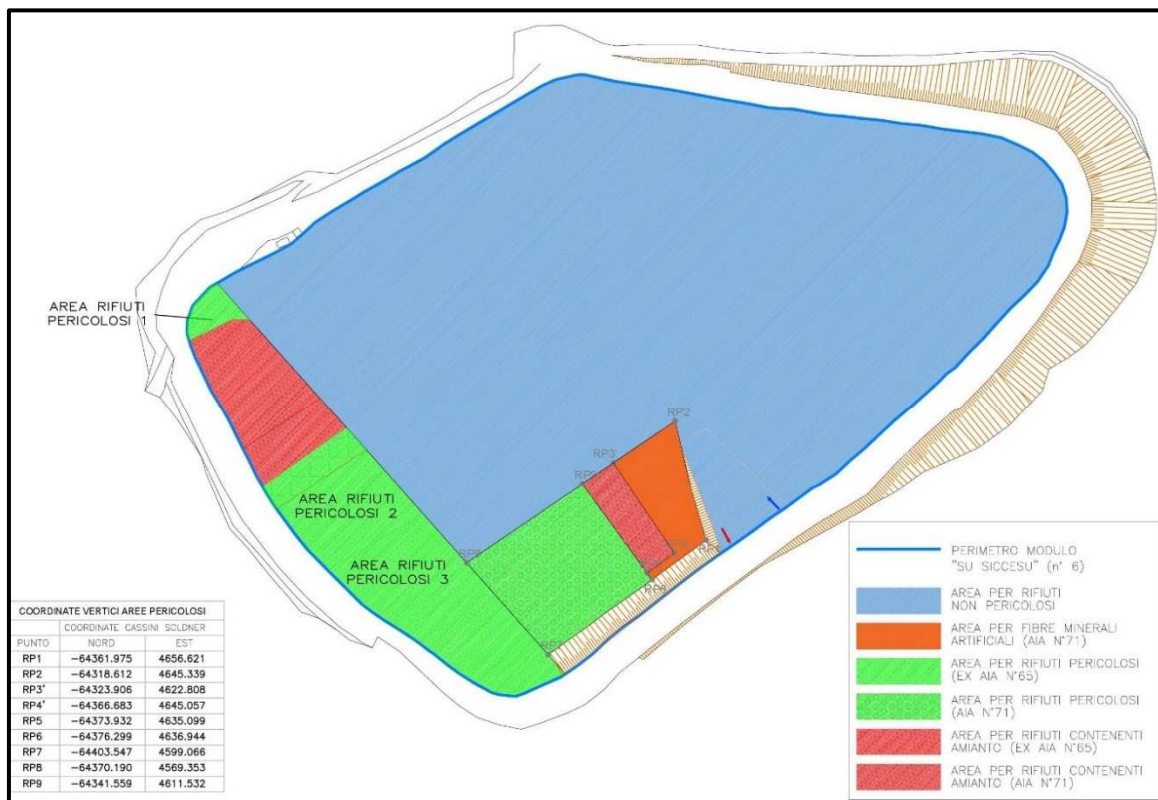 AREA RIFIUTI
PERICOLOSI 1
RP2
RP3'
RP9
AREA RIFIUTI
PERICOLOSI 2
AREA RIFIUTI
PERICOLOSI 3
RP8
RP7
PERIMETRO MODULO
"SU SICCESU" (n° 6)
AREA PER RIFIUTI
NON PERICOLOSI
AREA PER FIBRE MINERALI
ARTIFICIALI (AIA N°71)
AREA PER RIFIUTI PERICOLOSI
(EX AIA N°65)
AREA PER RIFIUTI PERICOLOSI
(AIA N°71)
AREA PER RIFIUTI CONTENENTI
AMIANTO (EX AIA N°65)
AREA PER RIFIUTI CONTENENTI
AMIANTO (AIA N°71)
COORDINATE VERTICI AREE PERICOLOSI
COORDINATE CASSINI SOLDNER
PUNTO NORD EST
RP1 -64361.975 4656.621
RP2 -64318.612 4645.339
RP3' -64323.906 4622.808
RP4' -64366.683 4645.057
RP5 -64373.932 4635.099
RP6 -64376.299 4636.944
RP7 -64403.547 4599.066
RP8 -64370.190 4569.353
RP9 -64341.559 4611.532